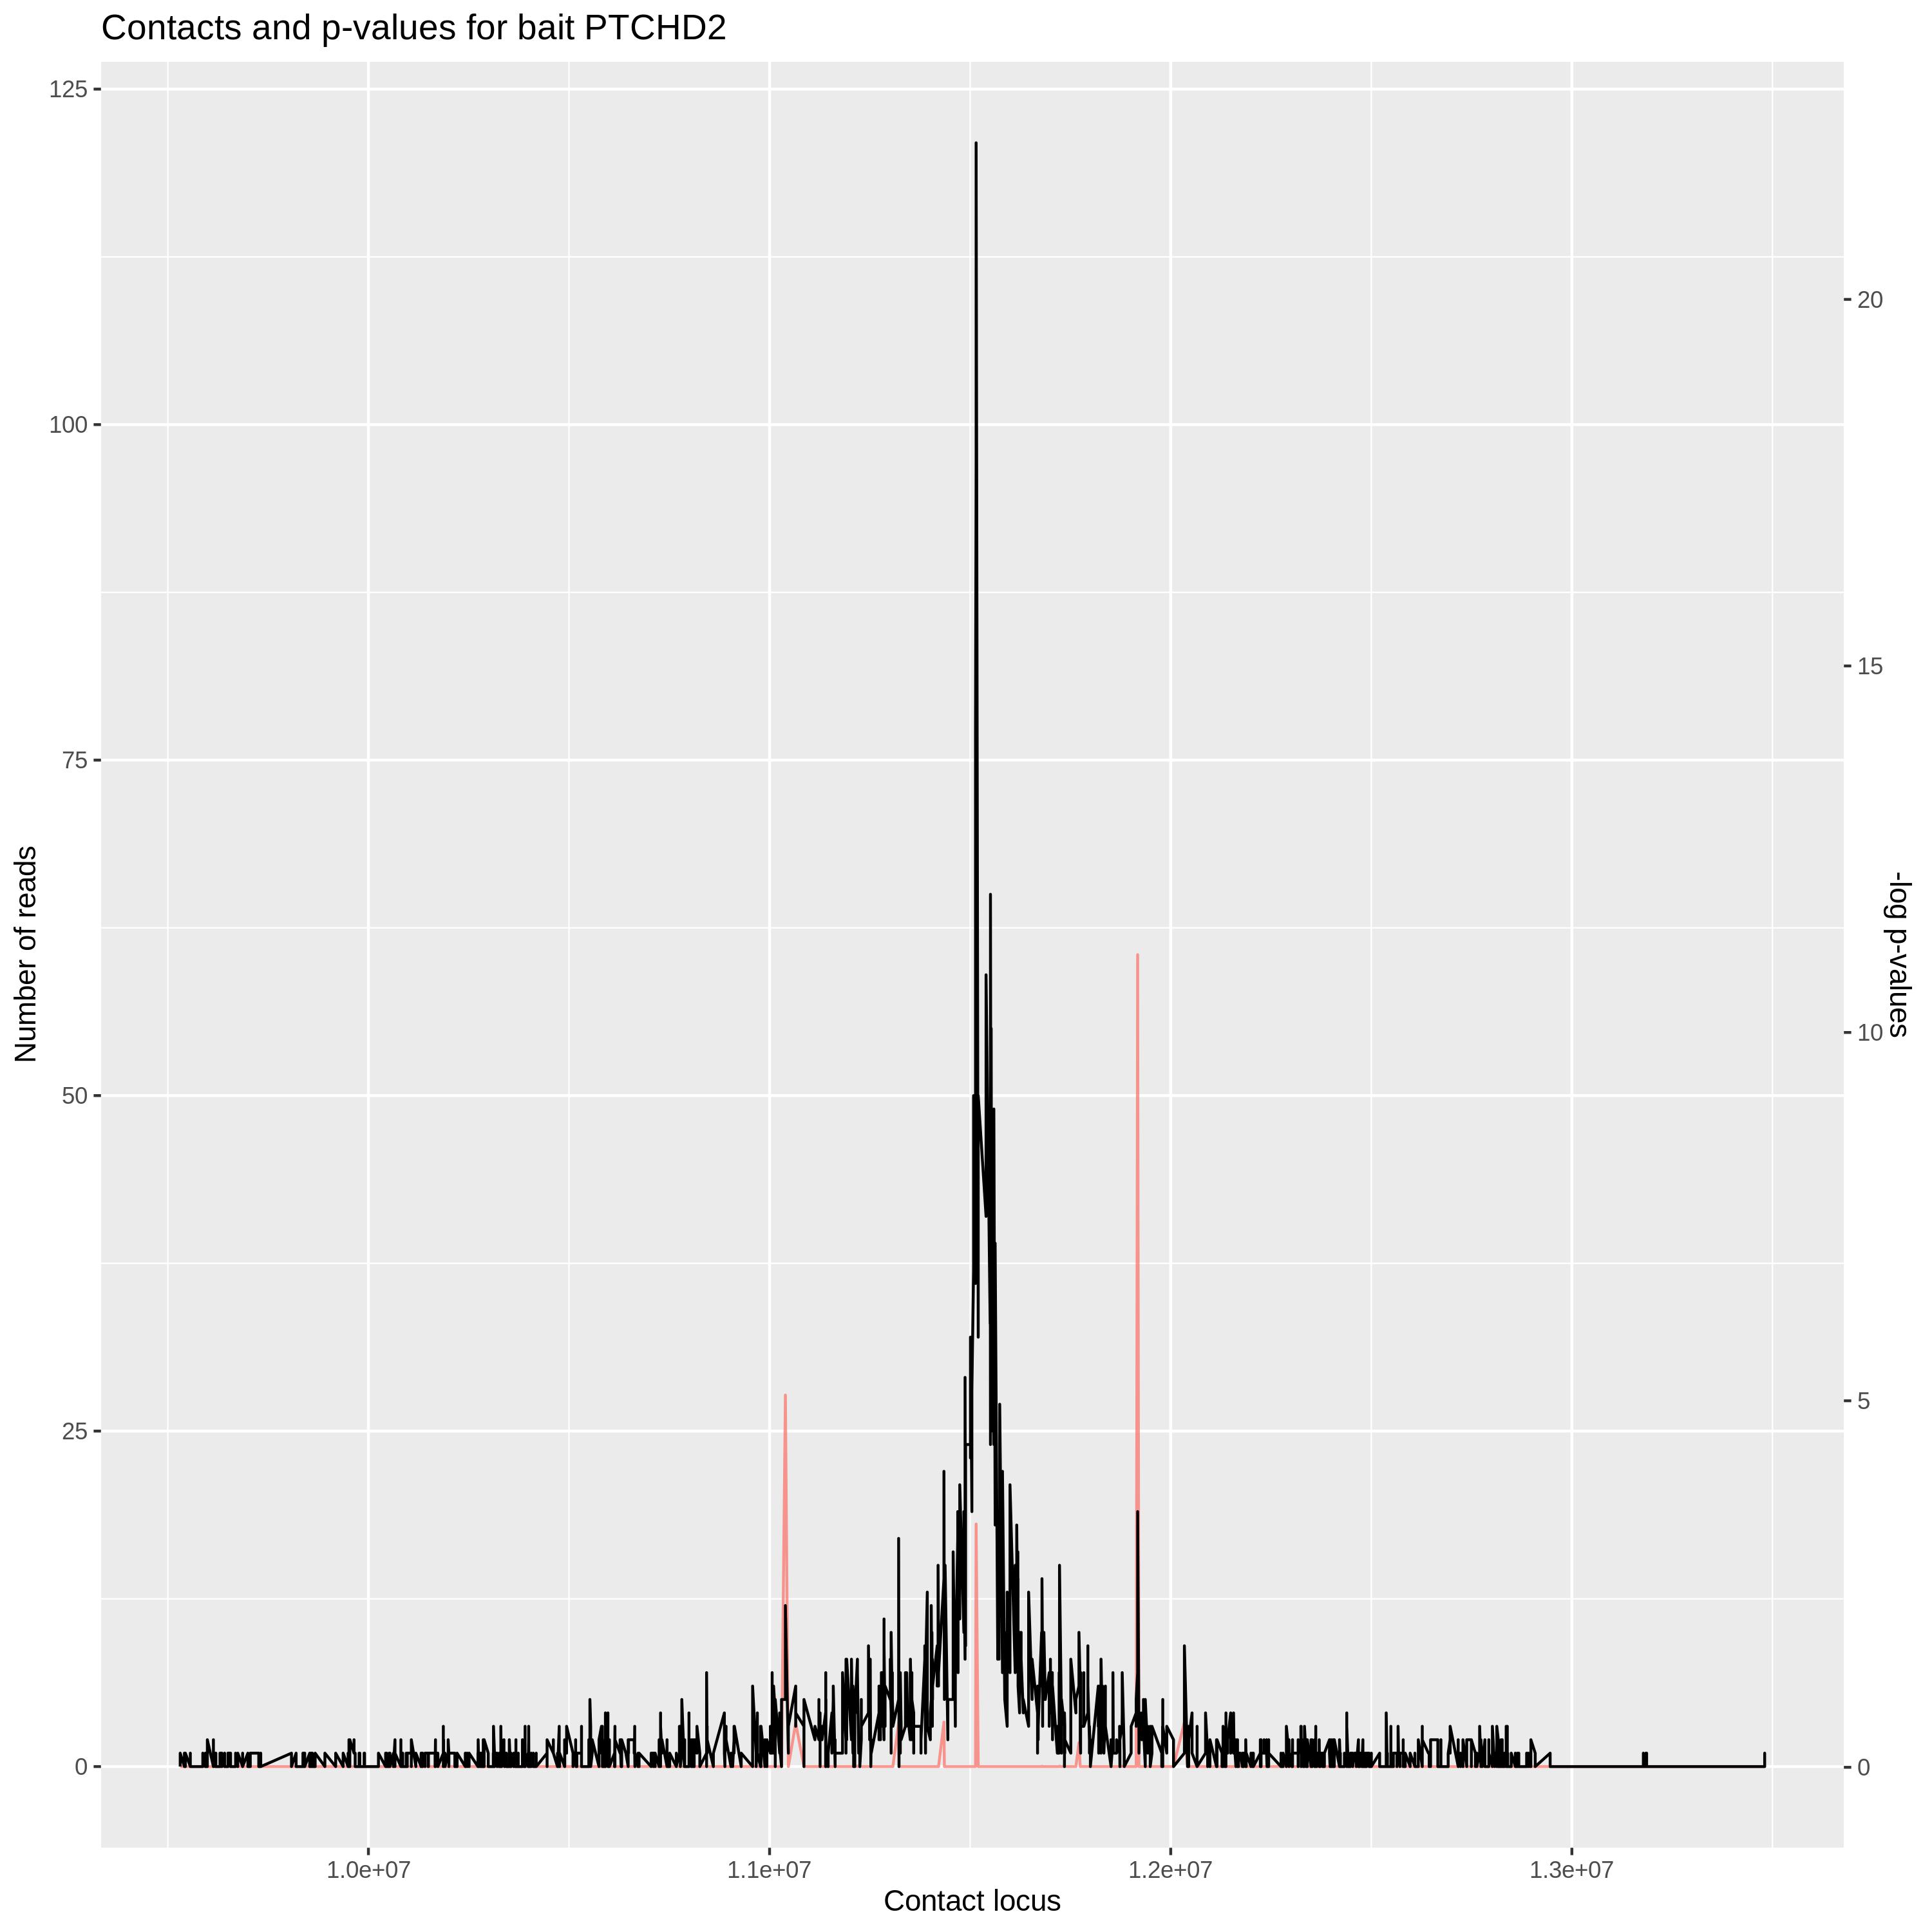 Contacts and p-values for bait PTCHD2
125
100
75
50
25
0
Number of reads
20
15
10
5
0
-log p-values
1.0e+07
1.1e+07
1.2e+07
1.3e+07
Contact locus